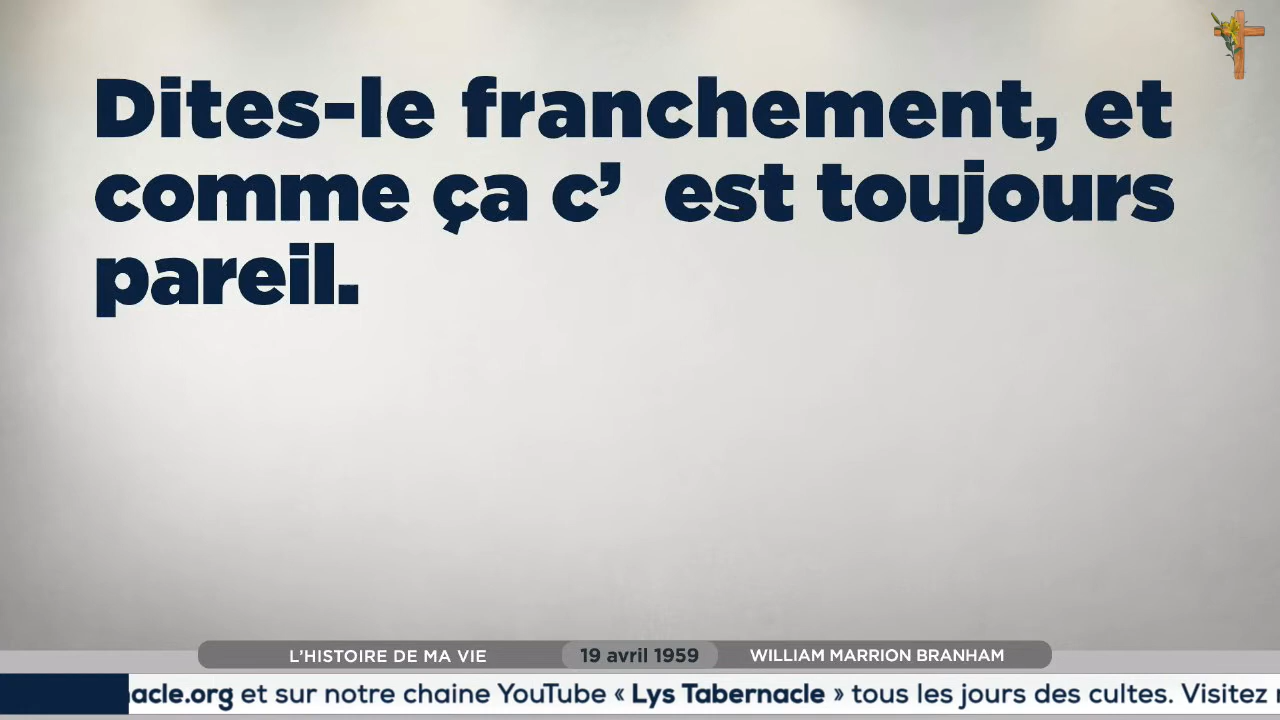 Dites-le franchement, et
comme ça c’ est toujours
pareil.
L’HISTOIRE DE MA VIE 19 avril 1959 WILLIAM MARRION BRANHAM
nacle.org et sur notre chaine YouTube « Lys Tabernacle » tous les jours des cultes. Visitez